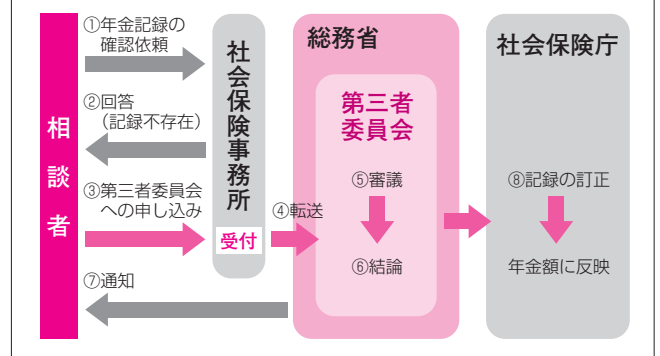 相談者
①年金記録の
確認依頼
②回答
（記録不存在）
③第三者委員会
への申し込み
⑦通知
社会保険事務所
受付
④転送
総務省
第三者
委員会
⑤審議
⑥結論
社会保険庁
⑧記録の訂正
年金額に反映